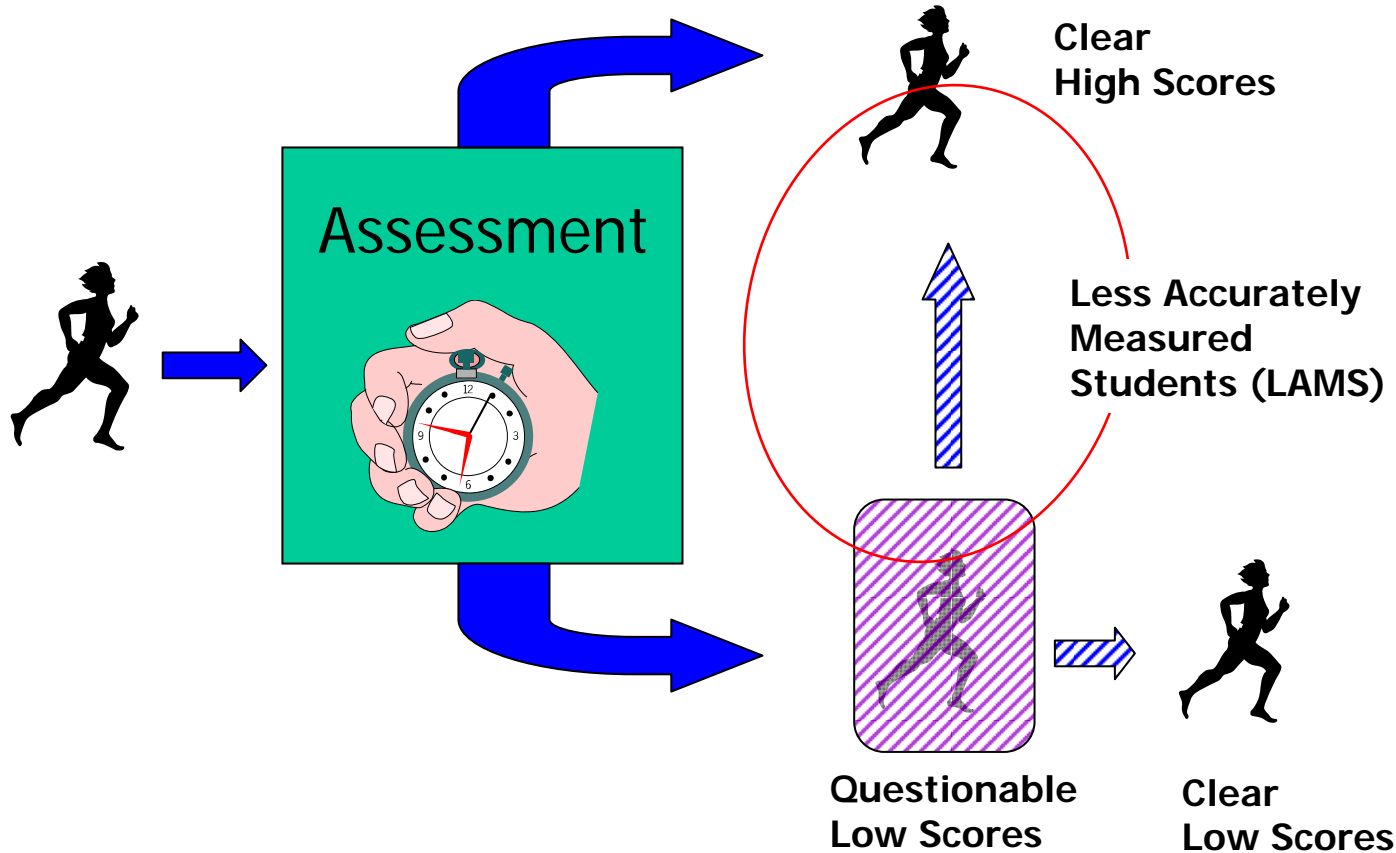 Clear
High Scores
Assessment
12
9
3
6
Less Accurately
Measured
Students (LAMS)
Questionable
Low Scores
Clear
Low Scores